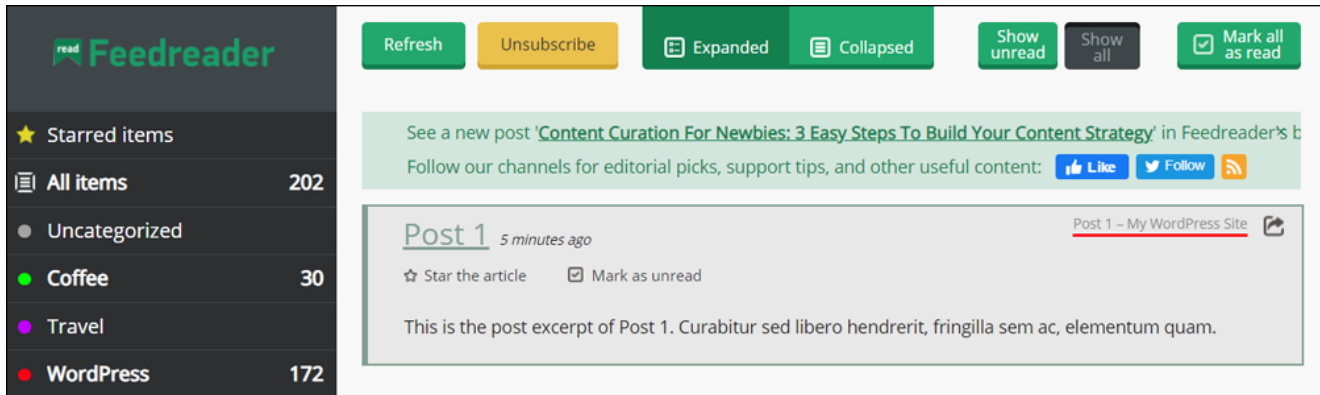 read Feedreader
Starred items
All items 202
Uncategorized
Coffee 30
Travel
WordPress 172
Refresh
Unsubscribe
Expanded
Collapsed
Show
unread
Show
all
Mark all
as read
See a new post 'Content Curation For Newbies: 3 Easy Steps To Build Your Content Strategy' in Feedreader's b
Follow our channels for editorial picks, support tips, and other useful content: Like Follow
Post 1 5 minutes ago
Post 1 – My WordPress Site
Star the article Mark as unread
This is the post excerpt of Post 1. Curabitur sed libero hendrerit, fringilla sem ac, elementum quam.